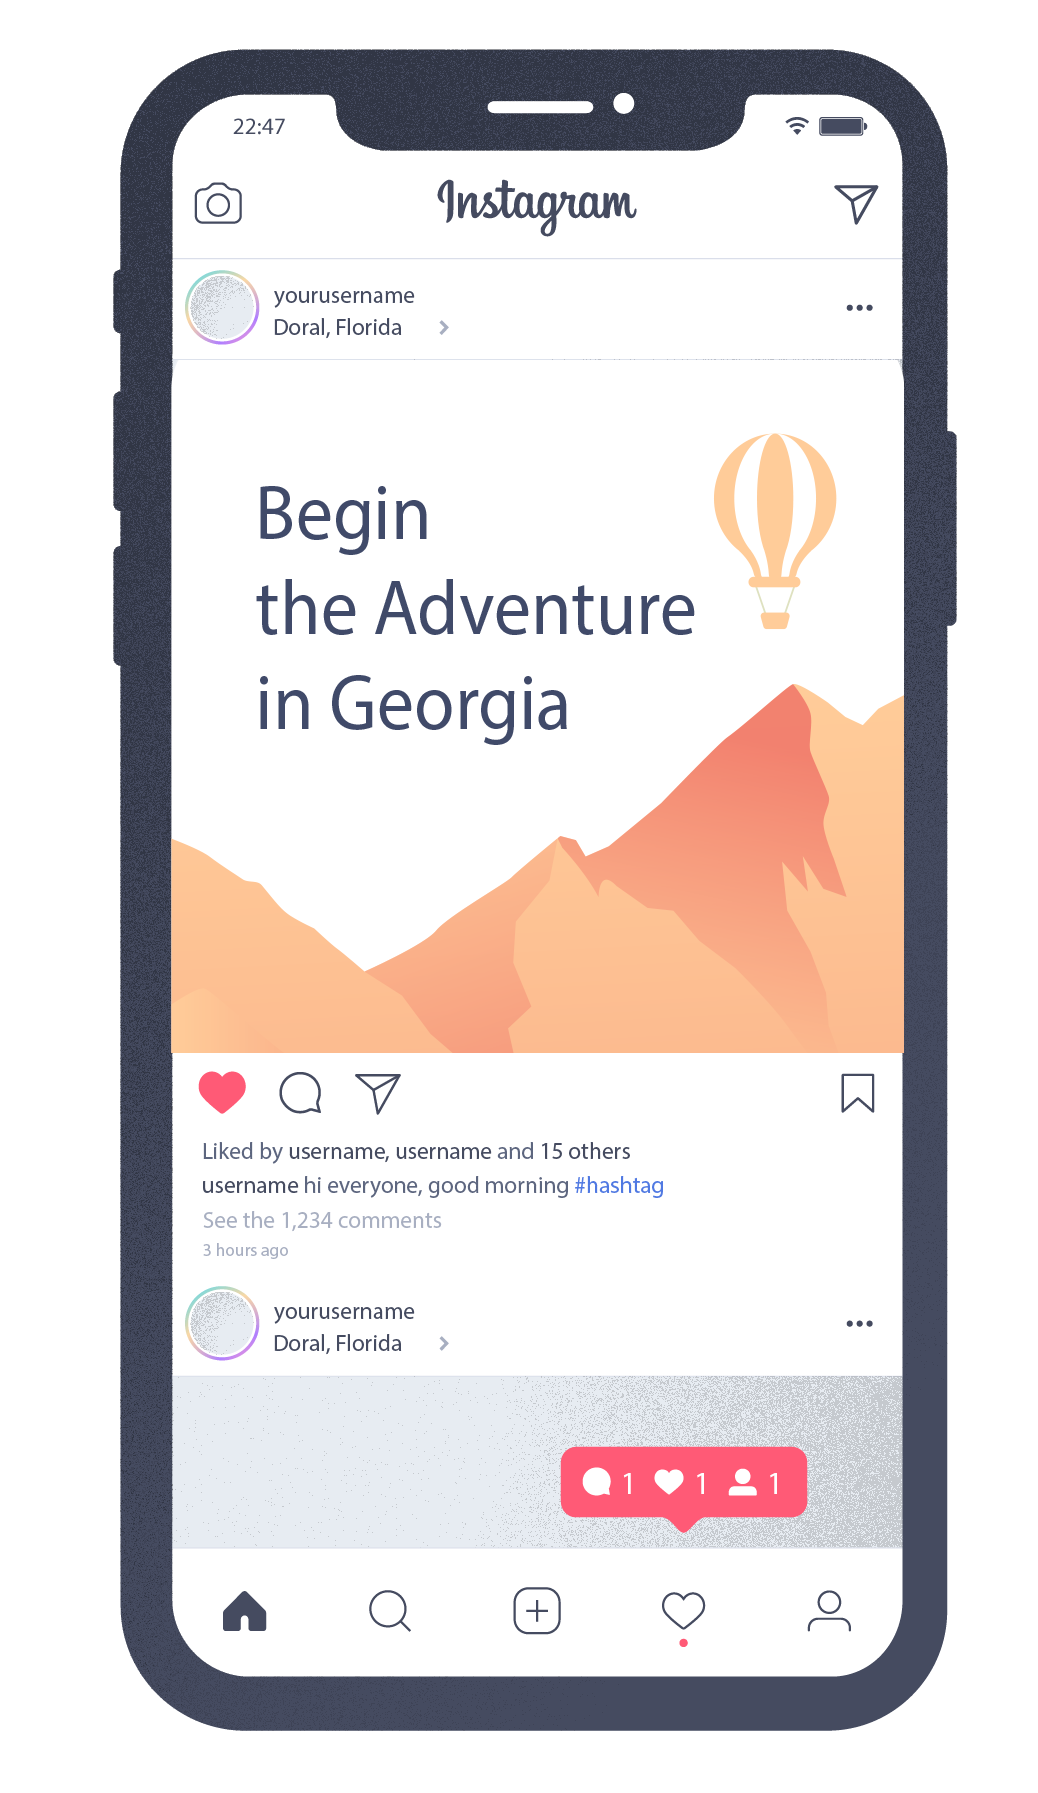 22:47
Instagram
yourusername
Doral, Florida
Begin
the Adventure
in Georgia
Liked by username, username and 15 others
username hi everyone, good morning #hashtag
See the 1,234 comments
3 hours ago
yourusername
Doral, Florida
1 1 1